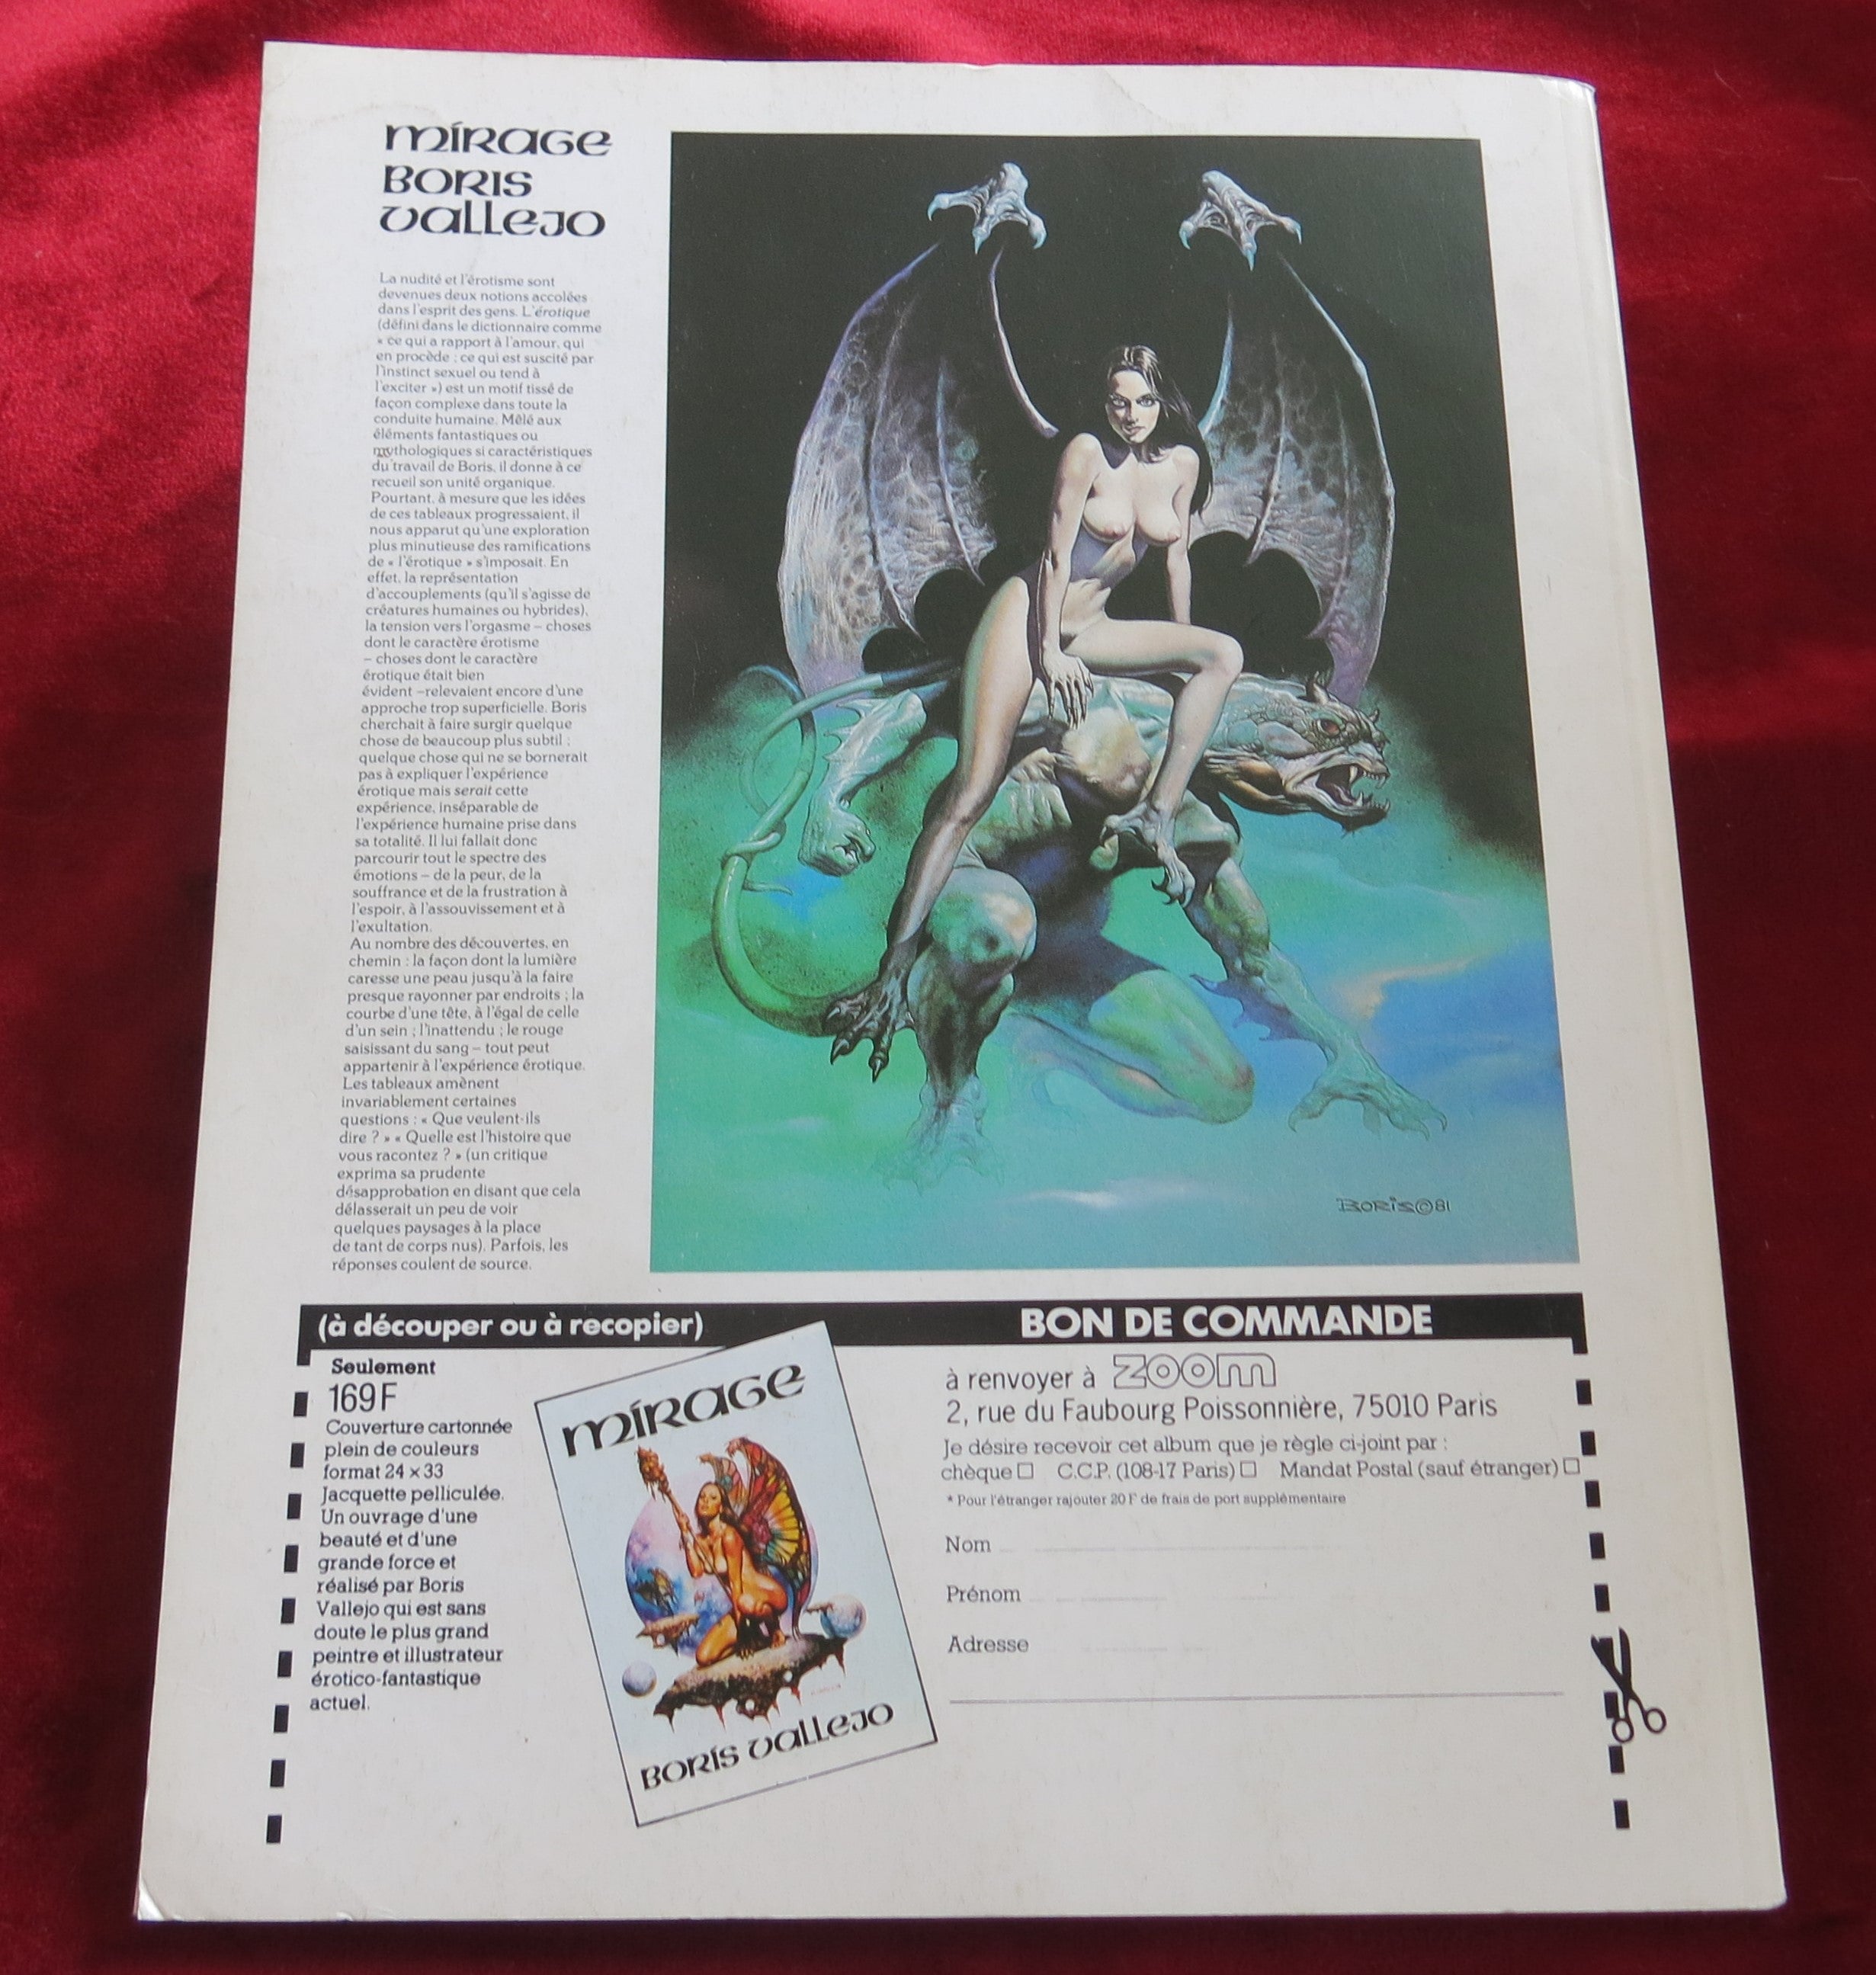 mirage
BORIS
vallejo
La nudité et l'érotisme sont
devenues deux notions accolées
dans l'esprit des gens. L'érotique
(défini dans le dictionnaire comme
« ce qui a rapport à l'amour, qui
en procède ; ce qui est suscité par
l'instinct sexuel ou tend à
l'exciter ») est un motif tissé de
façon complexe dans toute la
conduite humaine. Mêlé aux
éléments fantastiques ou
mythologiques si caractéristiques
du travail de Boris, il donne à ce
recueil son unité organique.
Pourtant, à mesure que les idées
de ces tableaux progressaient, il
nous apparut qu'une exploration
plus minutieuse des ramifications
de « l'érotique » s'imposait. En
effet, la représentation
d'accouplements (qu'il s'agisse de
créatures humaines ou hybrides),
la tension vers l'orgasme – choses
dont le caractère érotisme
– choses dont le caractère
érotique était bien
évident –relevaient encore d'une
approche trop superficielle. Boris
cherchait à faire surgir quelque
chose de beaucoup plus subtil ;
quelque chose qui ne se bornerait
pas à expliquer l'expérience
érotique mais serait cette
expérience, inséparable de
l'expérience humaine prise dans
sa totalité. Il lui fallait donc
parcourir tout le spectre des
émotions – de la peur, de la
souffrance et de la frustration à
l'espoir, à l'assouvissement et à
l'exultation.
Au nombre des découvertes, en
chemin : la façon dont la lumière
caresse une peau jusqu'à la faire
presque rayonner par endroits ; la
courbe d'une tête, à l'égal de celle
d'un sein ; l'inattendu ; le rouge
saisissant du sang – tout peut
appartenir à l'expérience érotique.
Les tableaux amènent
invariablement certaines
questions : « Que veulent-ils
dire ? » « Quelle est l'histoire que
vous racontez ? » (un critique
exprima sa prudente
désapprobation en disant que cela
délasserait un peu de voir
quelques paysages à la place
de tant de corps nus). Parfois, les
réponses coulent de source.
BORIS©81
(à découper ou à recopier)
BON DE COMMANDE
Seulement
169F
Couverture cartonnée
plein de couleurs
format 24 × 33
Jacquette pelliculée.
Un ouvrage d'une
beauté et d'une
grande force et
réalisé par Boris
Vallejo qui est sans
doute le plus grand
peintre et illustrateur
érotico-fantastique
actuel.
mirage
BORIS vallejo
à renvoyer à zoom
2, rue du Faubourg Poissonnière, 75010 Paris
Je désire recevoir cet album que je règle ci-joint par :
chèque □ C.C.P. (108-17 Paris) □ Mandat Postal (sauf étranger) □
* Pour l'étranger rajouter 20 F de frais de port supplémentaire
Nom
Prénom
Adresse